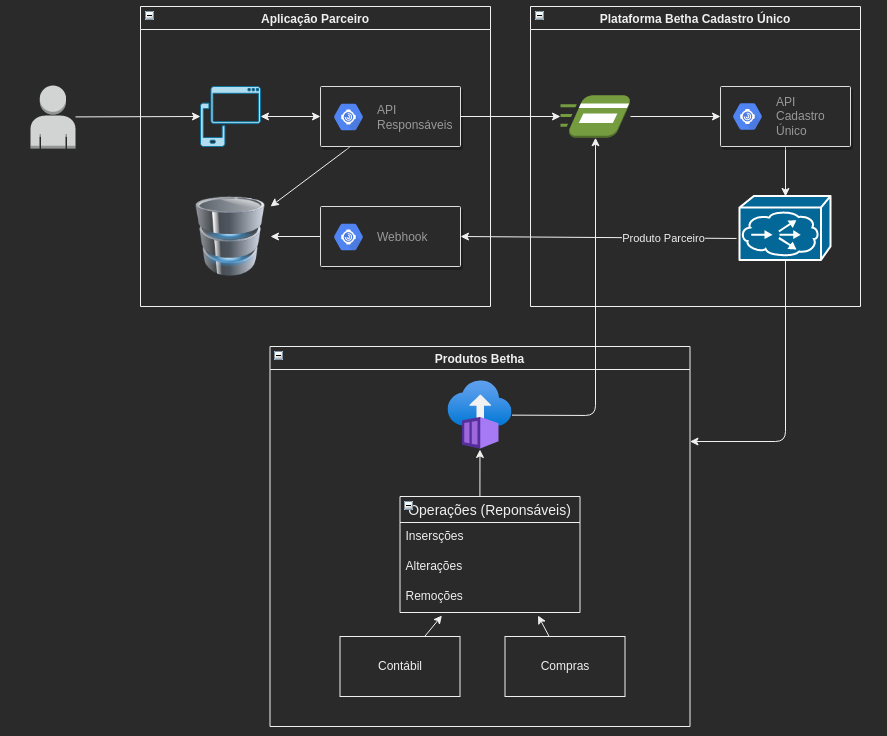 Aplicação Parceiro
API
Responsáveis
Webhook
Plataforma Betha Cadastro Único
API
Cadastro
Único
Produto Parceiro
Produtos Betha
Operações (Reponsáveis)
Insersções
Alterações
Remoções
Contábil
Compras